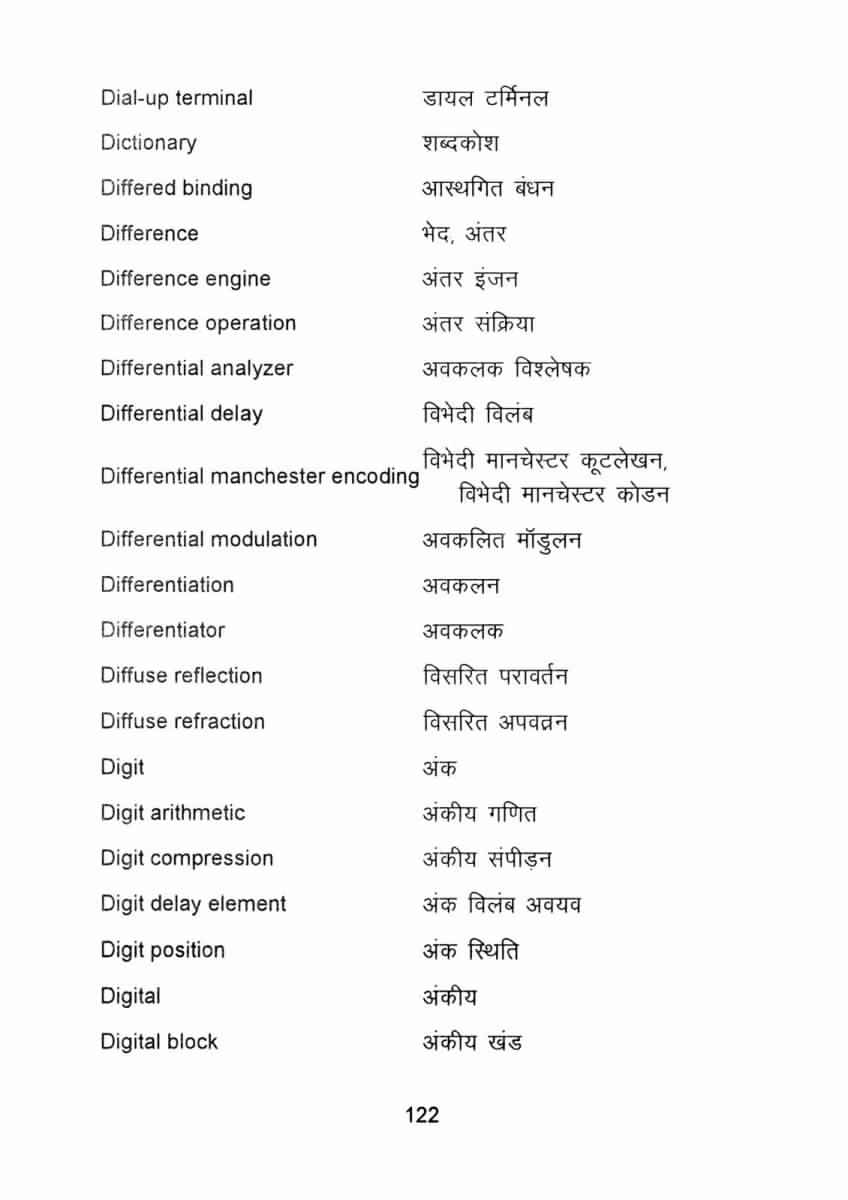 Dial-up terminal डायल टर्मिनल
Dictionary शब्दकोश
Differed binding आस्थगित बंधन
Difference भेद, अंतर
Difference engine अंतर इंजन
Difference operation अंतर संक्रिया
Differential analyzer अवकलक विश्लेषक
Differential delay विभेदी विलंब
Differential manchester encoding विभेदी मानचेस्टर कूटलेखन,
विभेदी मानचेस्टर कोडन
Differential modulation अवकलित मॉडुलन
Differentiation अवकलन
Differentiator अवकलक
Diffuse reflection विसरित परावर्तन
Diffuse refraction विसरित अपवव्रन
Digit अंक
Digit arithmetic अंकीय गणित
Digit compression अंकीय संपीड़न
Digit delay element अंक विलंब अवयव
Digit position अंक स्थिति
Digital अंकीय
Digital block अंकीय खंड
122